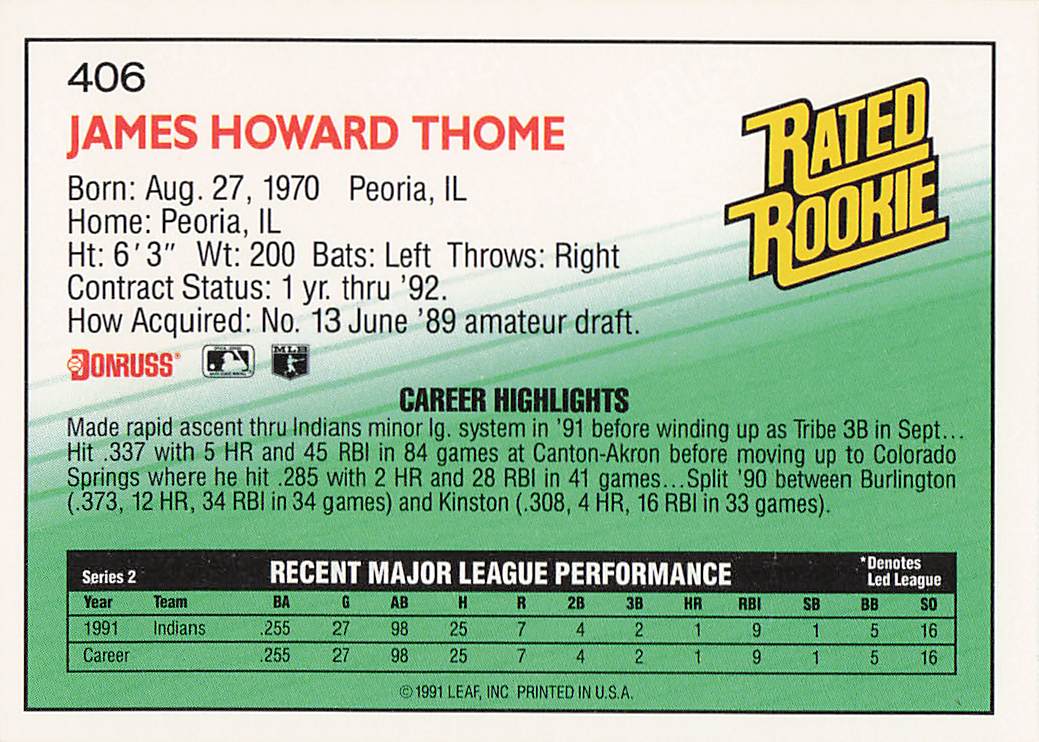 406
JAMES HOWARD THOME
RATED
ROOKIE
Born: Aug. 27, 1970 Peoria, IL
Home: Peoria, IL
Ht: 6'3" Wt: 200 Bats: Left Throws: Right
Contract Status: 1 yr. thru '92.
How Acquired: No. 13 June '89 amateur draft.
DONRUSS MLB
CAREER HIGHLIGHTS
Made rapid ascent thru Indians minor lg. system in '91 before winding up as Tribe 3B in Sept...
Hit .337 with 5 HR and 45 RBI in 84 games at Canton-Akron before moving up to Colorado
Springs where he hit .285 with 2 HR and 28 RBI in 41 games...Split '90 between Burlington
(.373, 12 HR, 34 RBI in 34 games) and Kinston (.308, 4 HR, 16 RBI in 33 games).
Series 2 RECENT MAJOR LEAGUE PERFORMANCE *Denotes
Led League
Year Team BA G AB H R 2B 3B HR RBI SB BB SO
1991 Indians .255 27 98 25 7 4 2 1 9 1 5 16
Career .255 27 98 25 7 4 2 1 9 1 5 16
©1991 LEAF, INC PRINTED IN U.S.A.